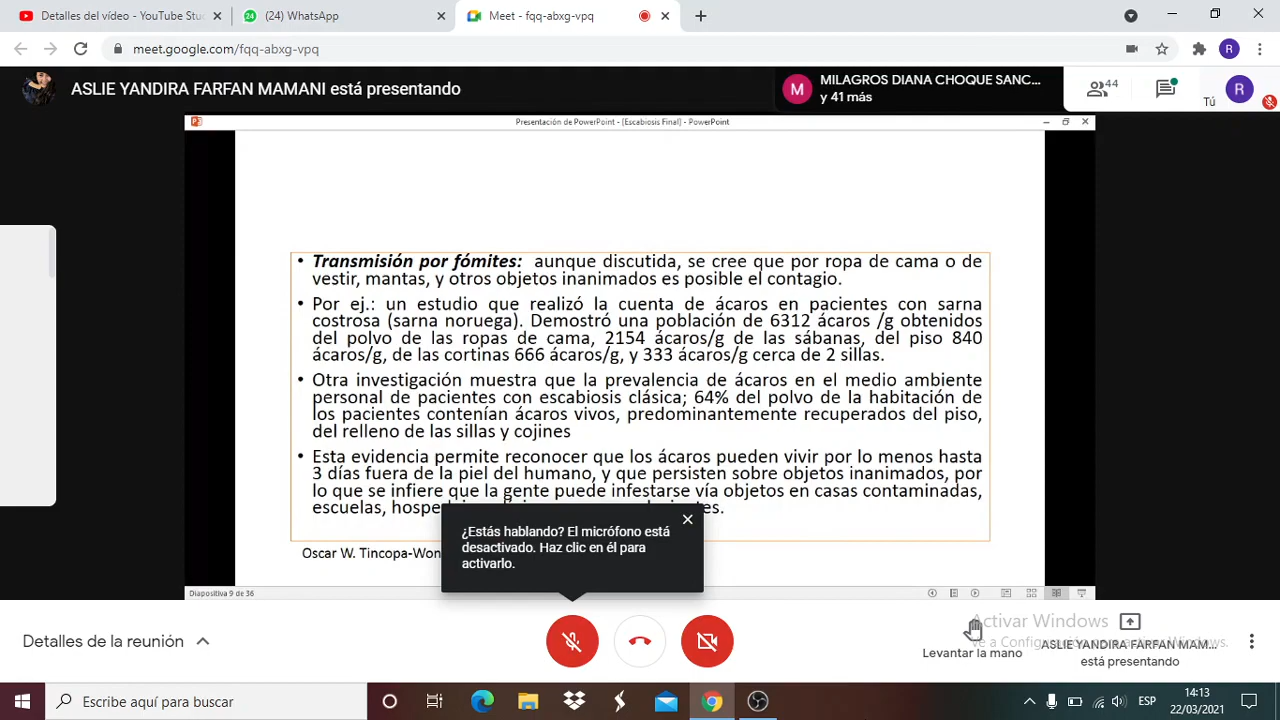 Detalles del vídeo - YouTube Stu
(24) WhatsApp
Meet - fqq-abxg-vpq
meet.google.com/fqq-abxg-vpq
R
ASLIE YANDIRA FARFAN MAMANI está presentando
M
MILAGROS DIANA CHOQUE SANC...
y 41 más
44
Tú
R
Presentación de PowerPoint - (Escabiosis Final) - PowerPoint
• Transmisión por fómites: aunque discutida, se cree que por ropa de cama o de
vestir, mantas, y otros objetos inanimados es posible el contagio.
• Por ej.: un estudio que realizó la cuenta de ácaros en pacientes con sarna
costrosa (sarna noruega). Demostró una población de 6312 ácaros /g obtenidos
del polvo de las ropas de cama, 2154 ácaros/g de las sábanas, del piso 840
ácaros/g, de las cortinas 666 ácaros/g, y 333 ácaros/g cerca de 2 sillas.
• Otra investigación muestra que la prevalencia de ácaros en el medio ambiente
personal de pacientes con escabiosis clásica; 64% del polvo de la habitación de
los pacientes contenían ácaros vivos, predominantemente recuperados del piso,
del relleno de las sillas y cojines
• Esta evidencia permite reconocer que los ácaros pueden vivir por lo menos hasta
3 días fuera de la piel del humano, y que persisten sobre objetos inanimados, por
lo que se infiere que la gente puede infestarse vía objetos en casas contaminadas,
escuelas,
Oscar W. Tincopa-Won
¿Estás hablando? El micrófono está
desactivado. Haz clic en él para
activarlo.
Diapositiva 9 de 36
Detalles de la reunión
Levantar la mano
Activar Windows
Ve a Configuración para activar Windows.
ASLIE YANDIRA FARFAN MAM...
está presentando
Escribe aquí para buscar
ESP
14:13
22/03/2021